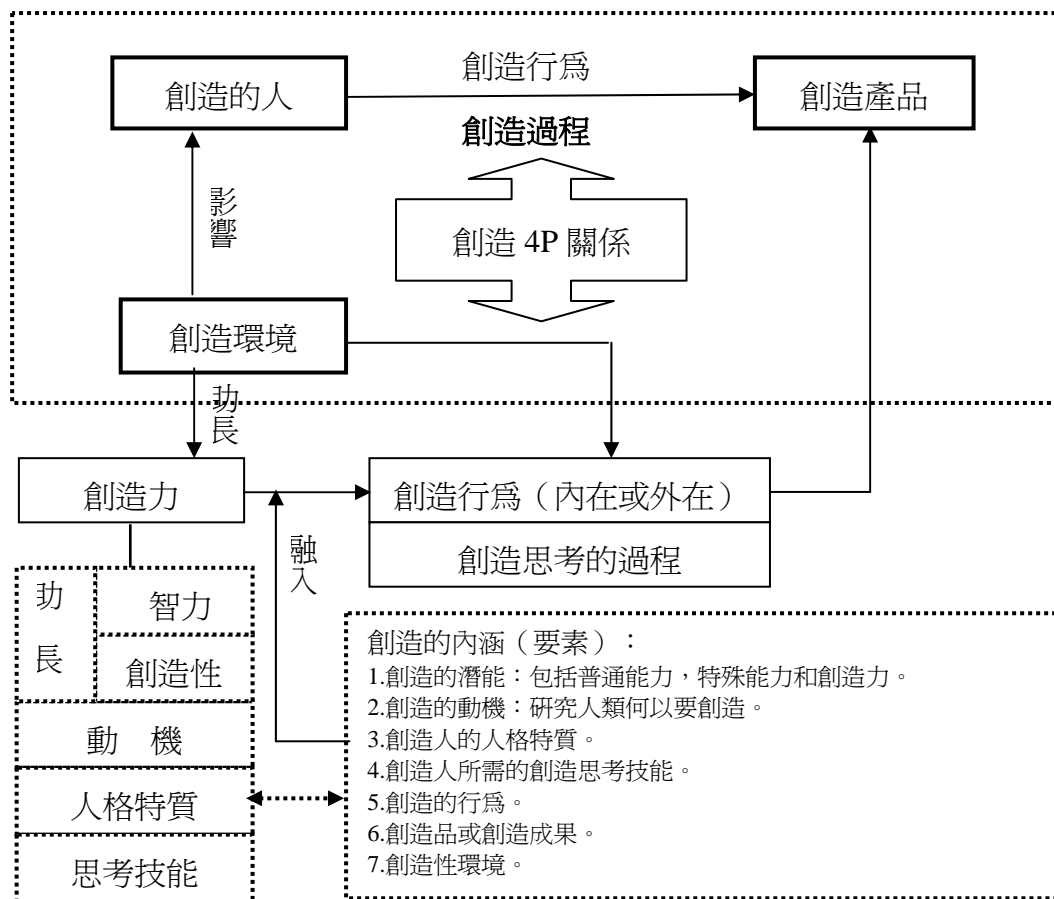 創造的人
創造行爲
創造產品
創造過程
影響
創造 4P 關係
創造環境
助長
創造力
創造行爲（內在或外在）
創造思考的過程
融入
助長
智力
創造性
動　機
人格特質
思考技能
創造的內涵（要素）：
1.創造的潛能：包括普通能力，特殊能力和創造力。
2.創造的動機：研究人類何以要創造。
3.創造人的人格特質。
4.創造人所需的創造思考技能。
5.創造的行爲。
6.創造品或創造成果。
7.創造性環境。